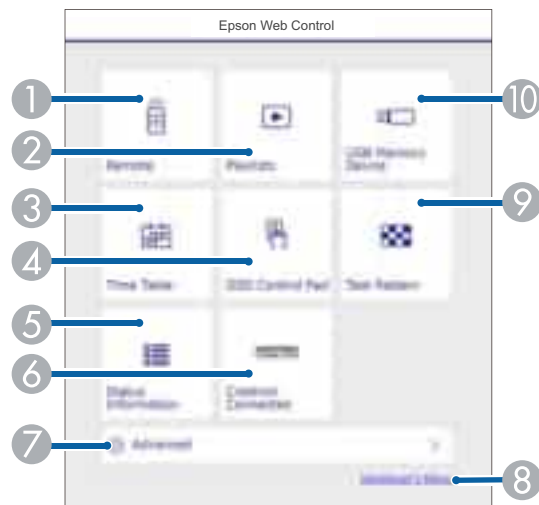 Epson Web Control
1
10
2
Remote
Playlists
USB Memory
Device
3
9
4
Time Table
OSD Control Pad
Test Pattern
5
6
Status
Information
Crestron
Connected
7
Advanced
8